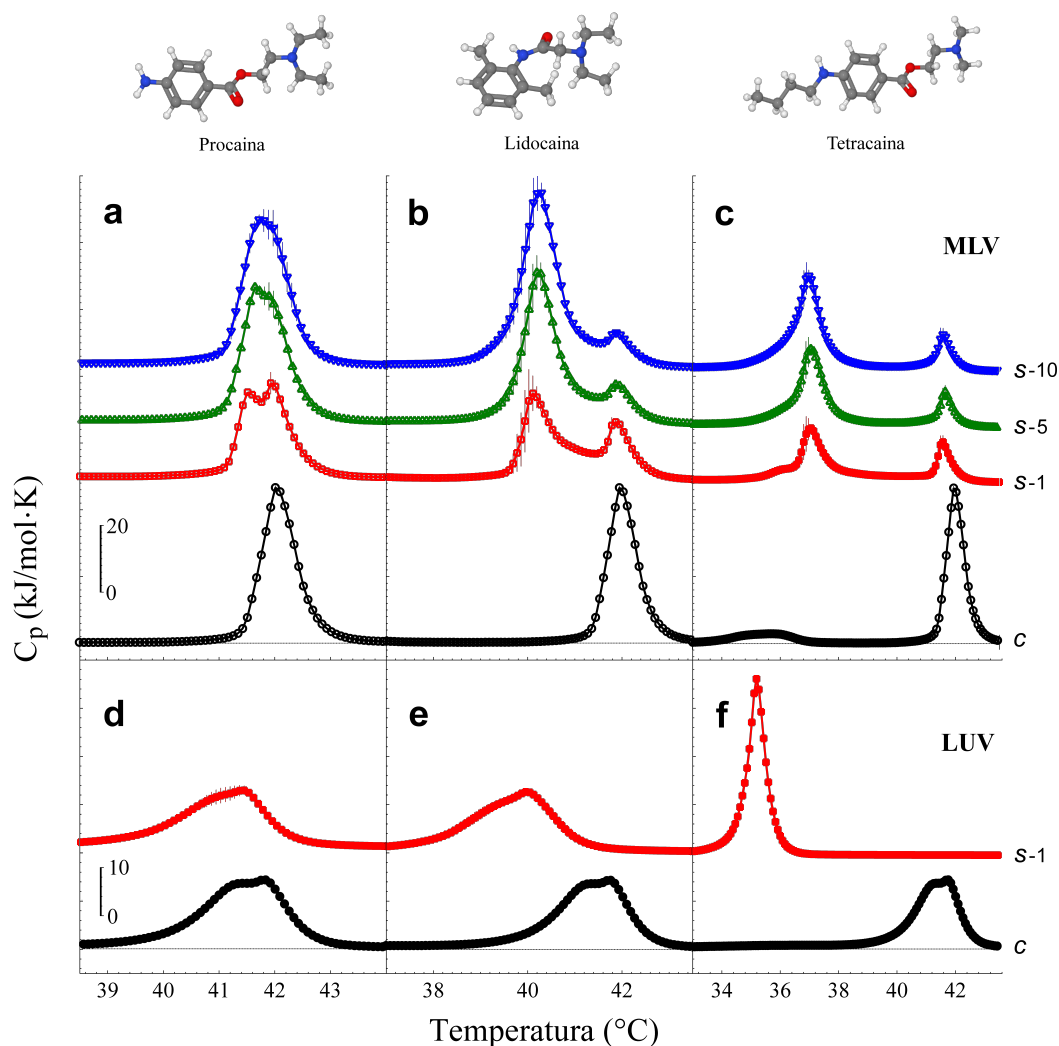 Procaina Lidocaina Tetracaina
a b c
MLV
s-10
s-5
s-1
20
0
c
C_p (kJ/mol·K)
d e f
LUV
s-1
10
0
c
39 40 41 42 43 38 40 42 34 36 38 40 42
Temperatura (°C)